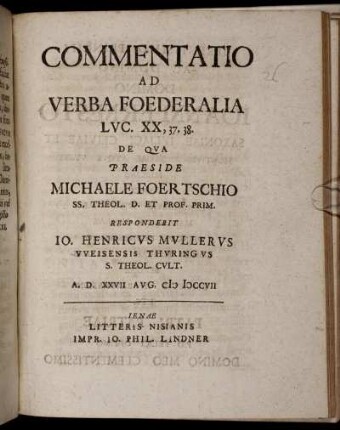 COMMENTATIO
AD
VERBA FOEDERALIA
LVC. XX, 37. 38.
DE QVA
PRAESIDE
MICHAELE FOERTSCHIO
SS. THEOL. D. ET PROF. PRIM.
RESPONDEBIT
IO. HENRICVS MVLLERVS
VVEISENSIS THVRINGVS
S. THEOL. CVLT.
A. D. XXVII AVG. CIↃ IↃCCVII
IENAE
LITTERIS NISIANIS
IMPR. IO. PHIL. LINDNER